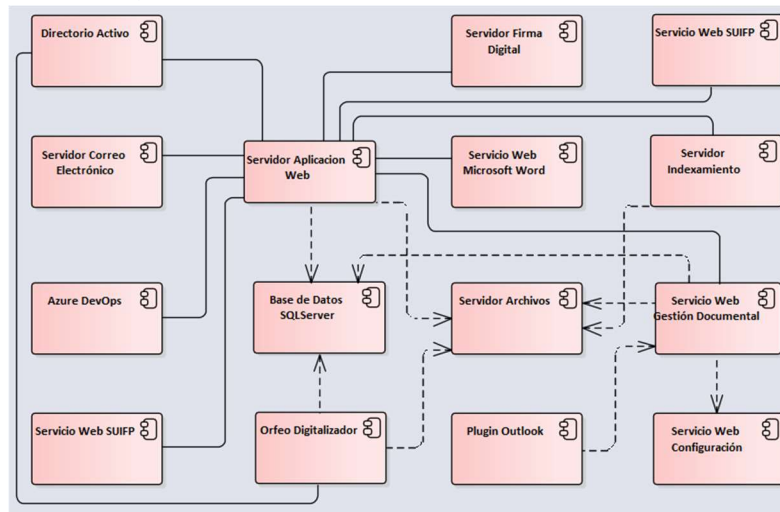 Directorio Activo
Servidor Firma
Digital
Servicio Web SUIFP
Servidor Correo
Electrónico
Servidor Aplicacion
Web
Servicio Web
Microsoft Word
Servidor
Indexamiento
Azure DevOps
Base de Datos
SQLServer
Servidor Archivos
Servicio Web
Gestión Documental
Servicio Web SUIFP
Orfeo Digitalizador
Plugin Outlook
Servicio Web
Configuración